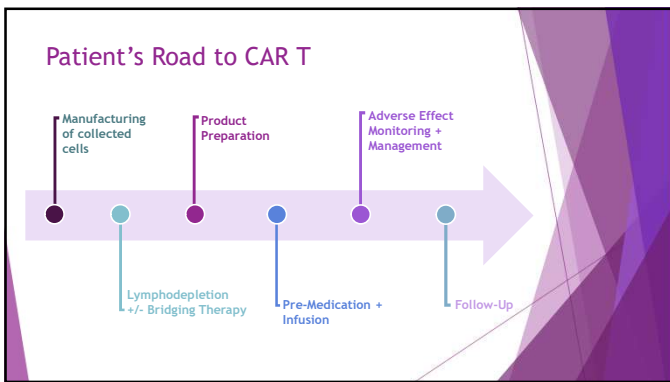 Patient's Road to CAR T
Manufacturing
of collected
cells
Product
Preparation
Adverse Effect
Monitoring +
Management
Lymphodepletion
+/- Bridging Therapy
Pre-Medication +
Infusion
Follow-Up